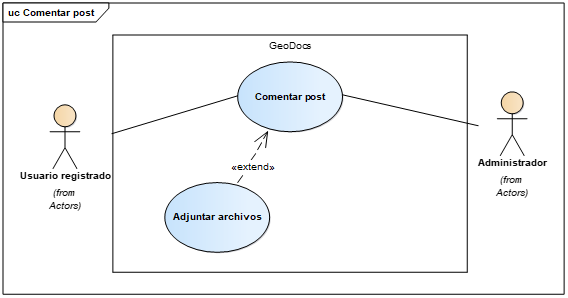 uc Comentar post
GeoDocs
Comentar post
Usuario registrado
(from
Actors)
Administrador
(from
Actors)
«extend»
Adjuntar archivos